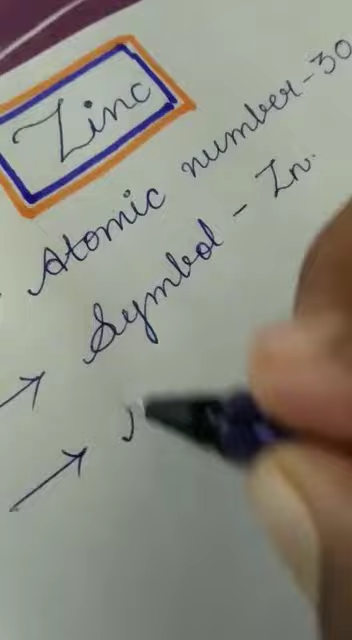 Zinc
Atomic number-30
→ Symbol - Zn.
→